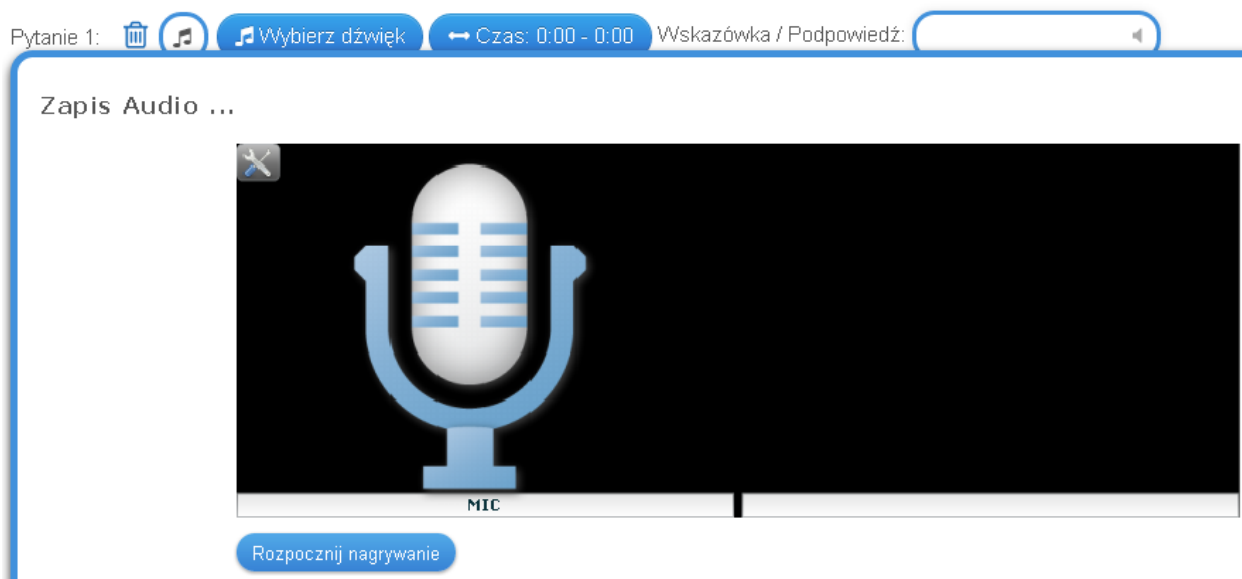 Pytanie 1: Wybierz dźwięk Czas: 0:00 - 0:00 Wskazówka / Podpowiedź:
Zapis Audio ...
MIC
Rozpocznij nagrywanie